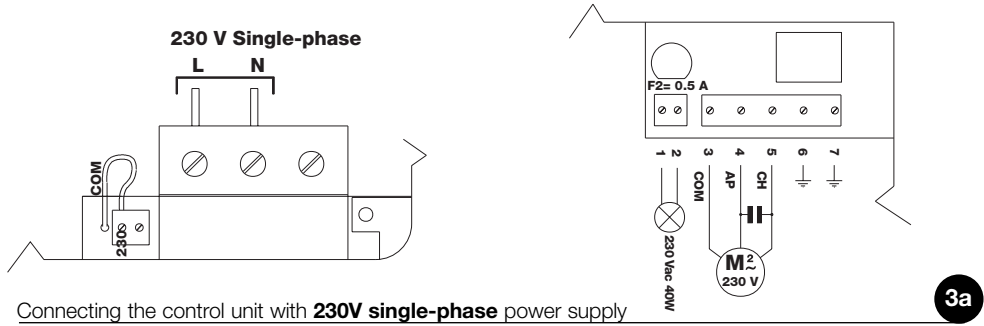 230 V Single-phase
L N
COM
230
F2= 0.5 A
1 2 3 4 5 6 7
COM AP CH
230 Vac 40W
M2~
230 V
Connecting the control unit with 230V single-phase power supply
3a